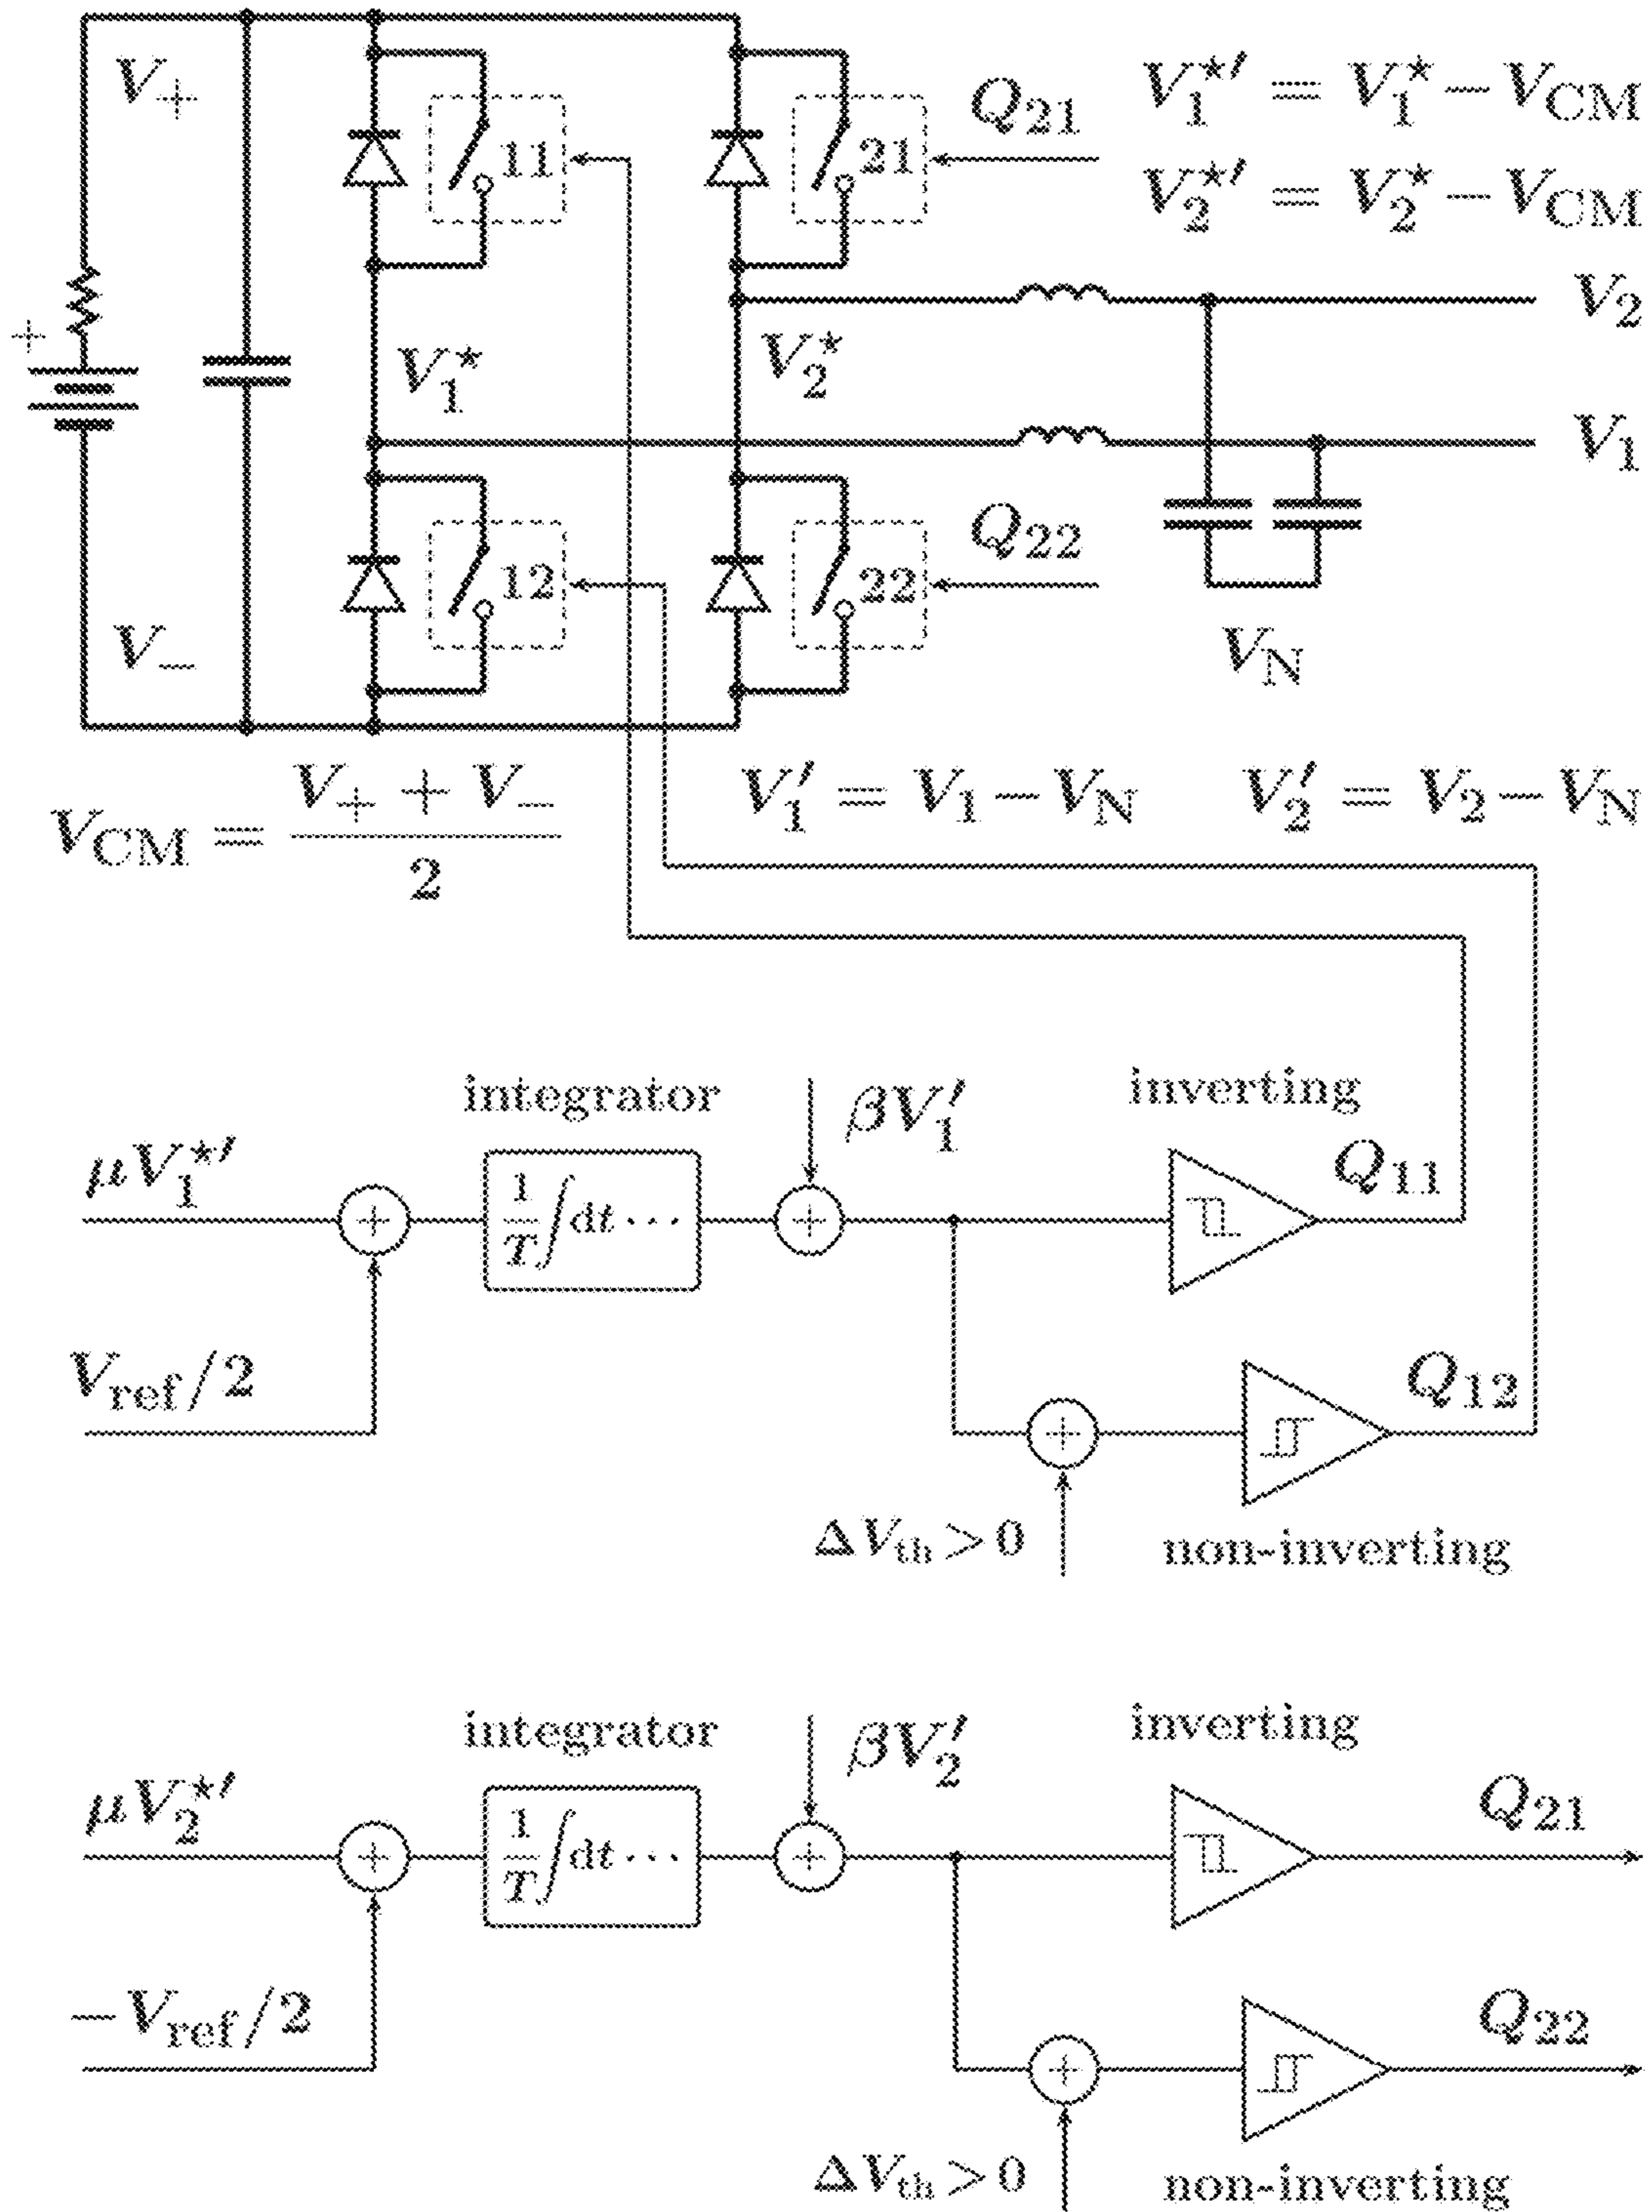 V₊
11
21
Q₂₁
V₁★′ = V₁★ − V_CM
V₂★′ = V₂★ − V_CM
V₂
+
V₁★
V₂★
V₁
12
22
Q₂₂
V₋
V_N
V_CM = (V₊ + V₋)/2
V₁′ = V₁ − V_N
V₂′ = V₂ − V_N
integrator
βV₁′
inverting
μV₁★′
+
1/T ∫dt ⋯
+
Q₁₁
V_ref/2
+
Q₁₂
ΔV_th > 0
non-inverting
integrator
βV₂′
inverting
μV₂★′
+
1/T ∫dt ⋯
+
Q₂₁
−V_ref/2
+
Q₂₂
ΔV_th > 0
non-inverting